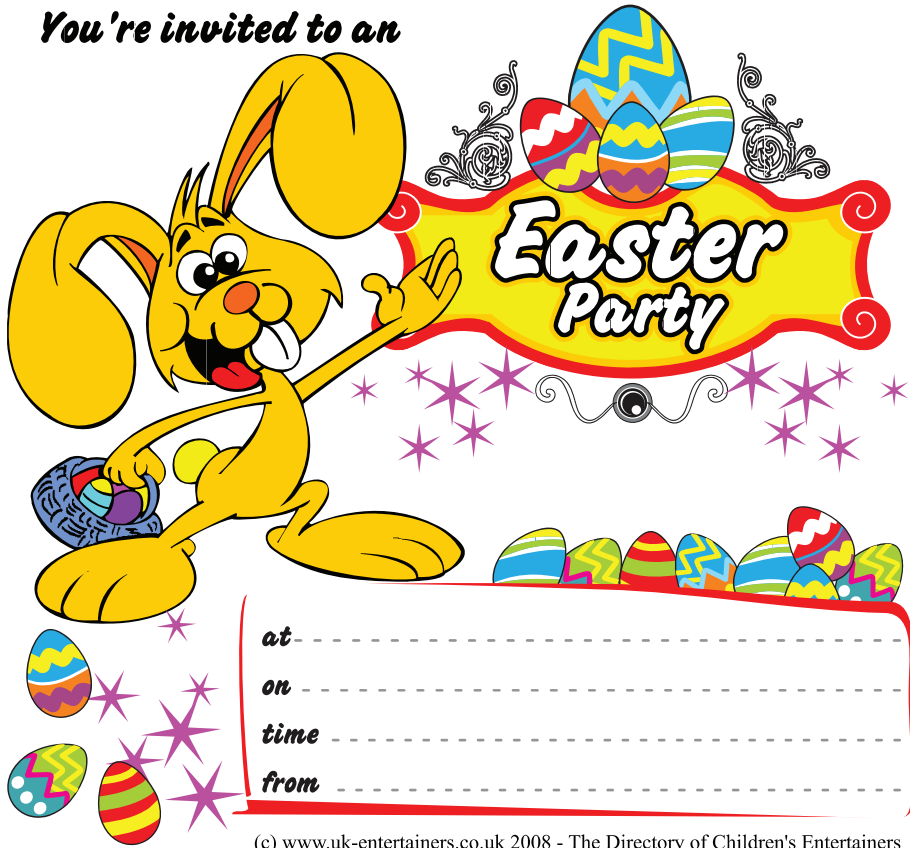 You're invited to an
Easter
Party
at
on
time
from
(c) www.uk-entertainers.co.uk 2008 - The Directory of Children's Entertainers